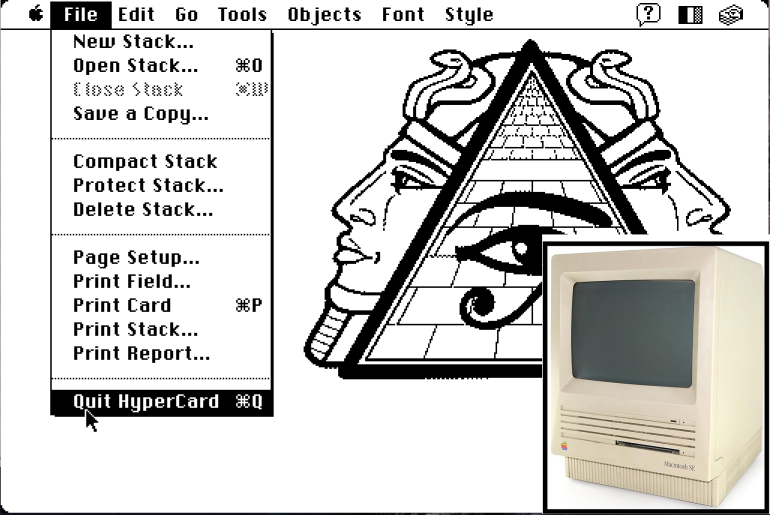 File Edit Go Tools Objects Font Style
New Stack...
Open Stack... ⌘O
Close Stack ⌘W
Save a Copy...
Compact Stack
Protect Stack...
Delete Stack...
Page Setup...
Print Field...
Print Card ⌘P
Print Stack...
Print Report...
Quit HyperCard ⌘Q
Macintosh SE